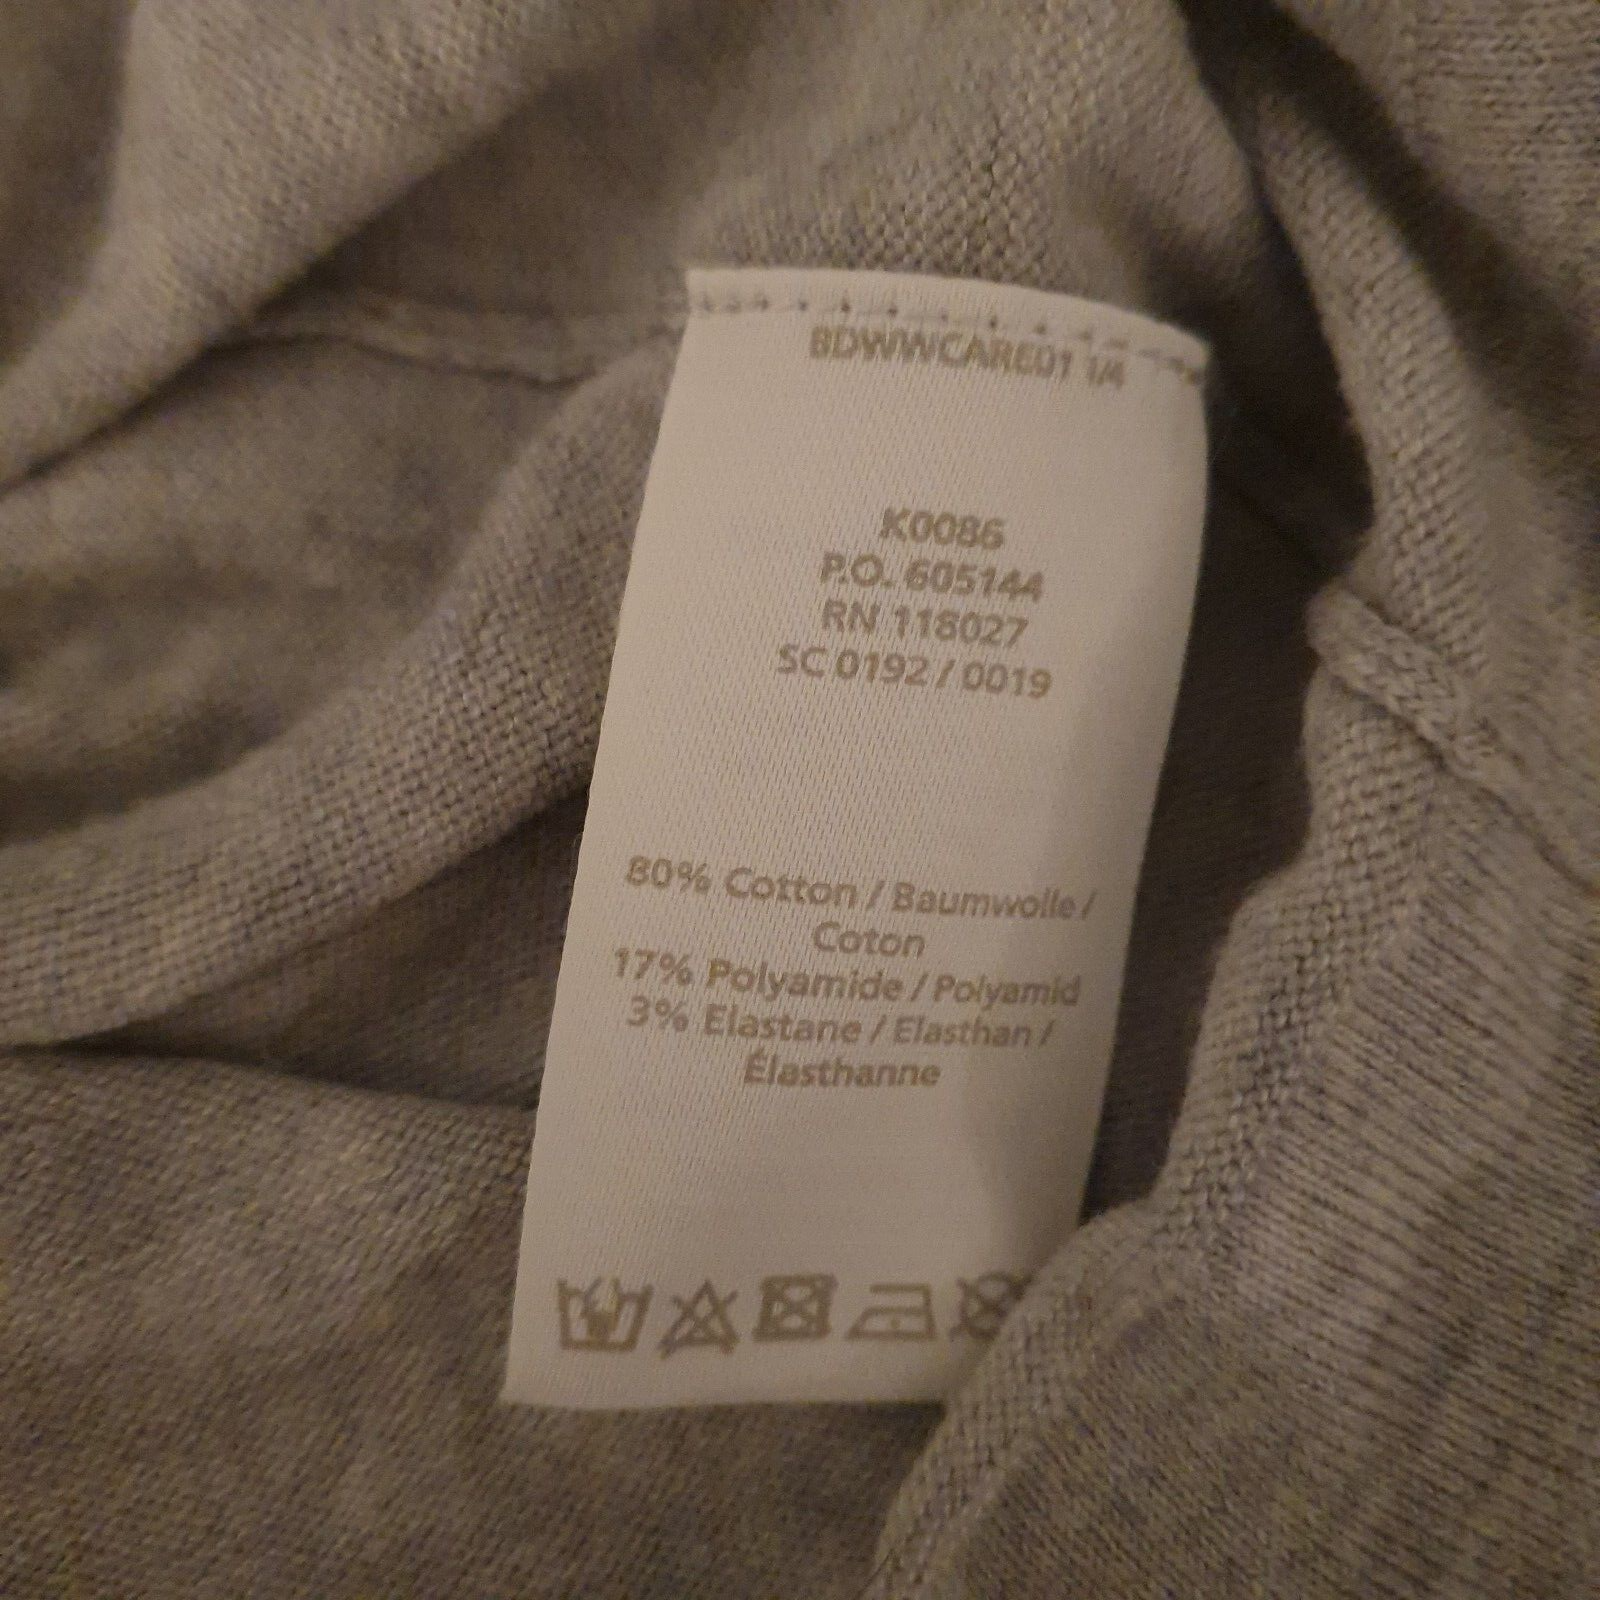 BDWWCARE01 1/4
K0086
P.O. 605144
RN 118027
SC 0192 / 0019
80% Cotton / Baumwolle /
Coton
17% Polyamide / Polyamid
3% Elastane / Elasthan /
Élasthanne